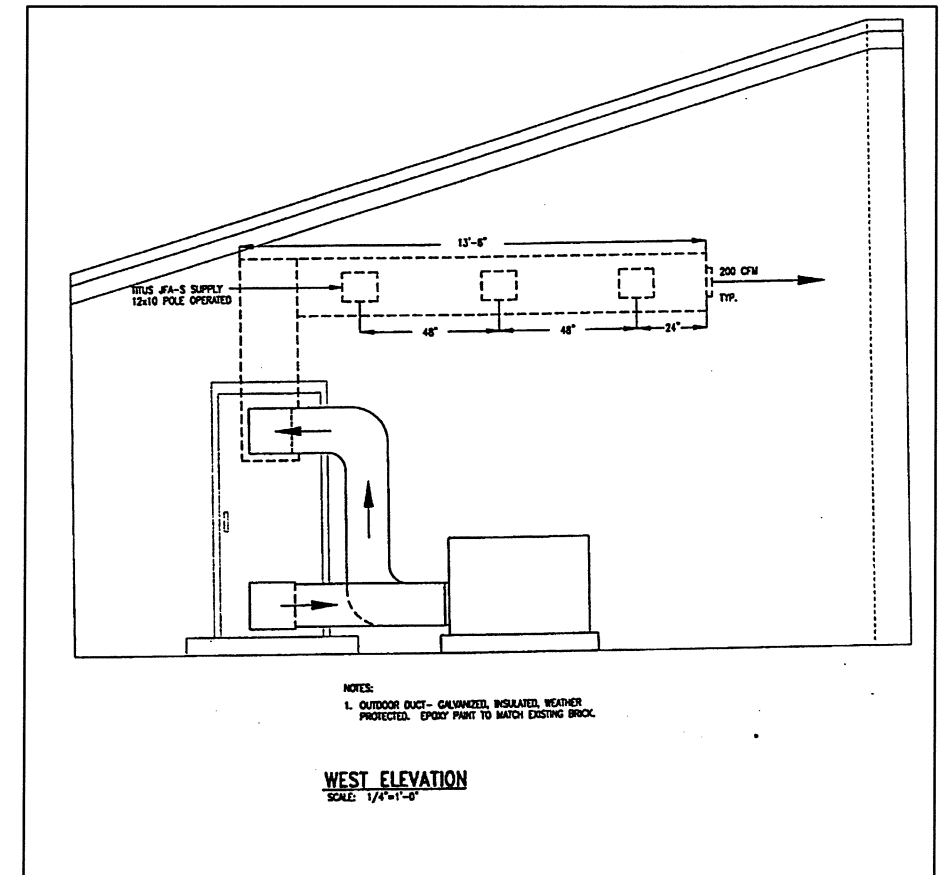 13'-6"
TITUS JFA-S SUPPLY
12x10 POLE OPERATED
200 CFM
TYP.
48"
48"
24"
NOTES:
1. OUTDOOR DUCT- GALVANIZED, INSULATED, WEATHER
PROTECTED. EPOXY PAINT TO MATCH EXISTING BRICK.
WEST ELEVATION
SCALE: 1/4"=1'-0"